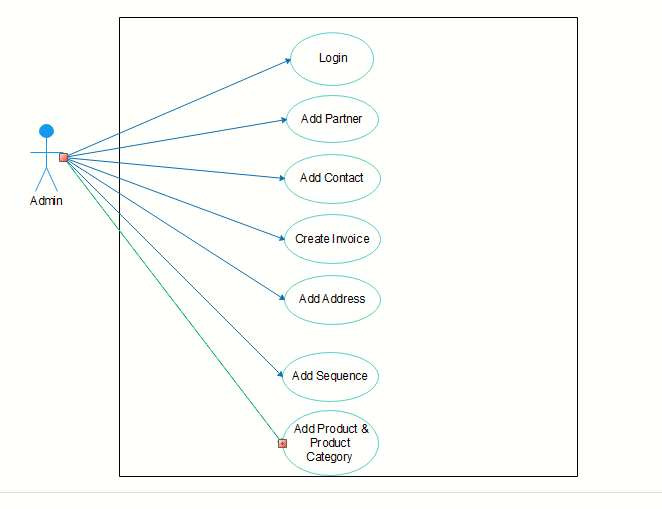 Login
Add Partner
Add Contact
Admin
Create Invoice
Add Address
Add Sequence
Add Product &
Product
Category